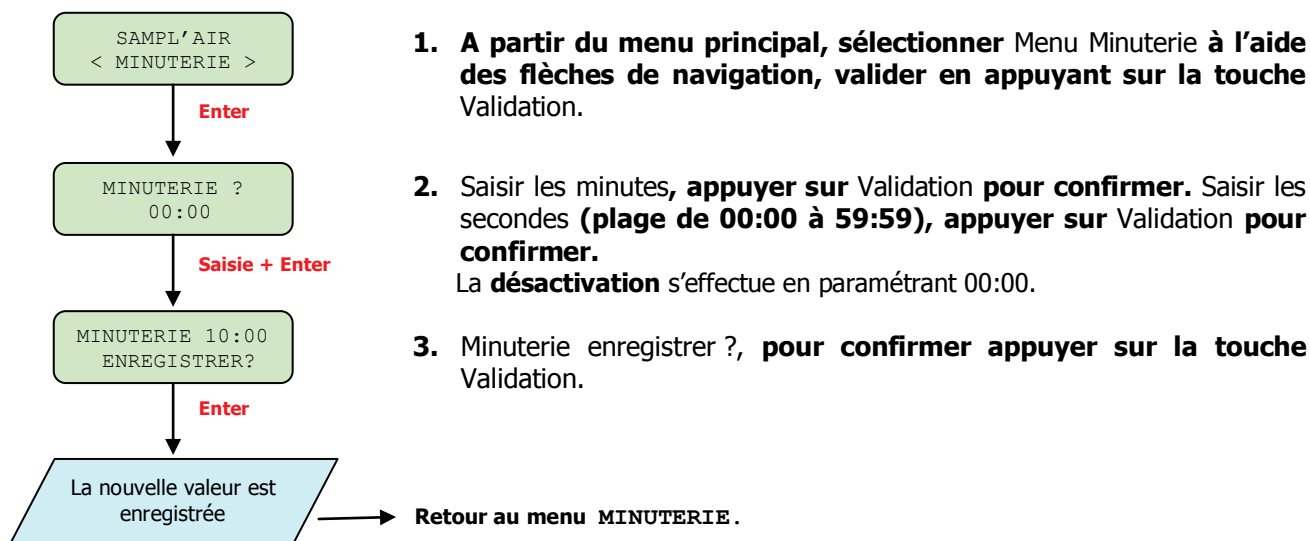 SAMPL’AIR
< MINUTERIE >
Enter
MINUTERIE ?
00:00
Saisie + Enter
MINUTERIE 10:00
ENREGISTRER?
Enter
La nouvelle valeur est
enregistrée
1. A partir du menu principal, sélectionner Menu Minuterie à l’aide
des flèches de navigation, valider en appuyant sur la touche
Validation.
2. Saisir les minutes, appuyer sur Validation pour confirmer. Saisir les
secondes (plage de 00:00 à 59:59), appuyer sur Validation pour
confirmer.
La désactivation s’effectue en paramétrant 00:00.
3. Minuterie enregistrer ?, pour confirmer appuyer sur la touche
Validation.
Retour au menu MINUTERIE.